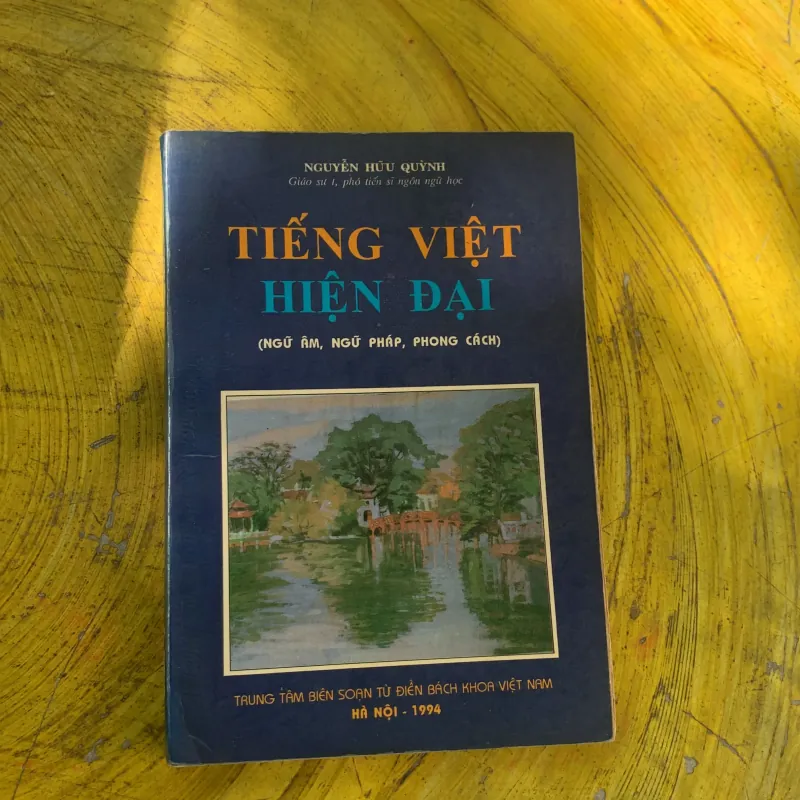 NGUYỄN HỮU QUỲNH
Giáo sư 1, phó tiến sĩ ngôn ngữ học
TIẾNG VIỆT
HIỆN ĐẠI
(NGỮ ÂM, NGỮ PHÁP, PHONG CÁCH)
TRUNG TÂM BIÊN SOẠN TỪ ĐIỂN BÁCH KHOA VIỆT NAM
HÀ NỘI - 1994